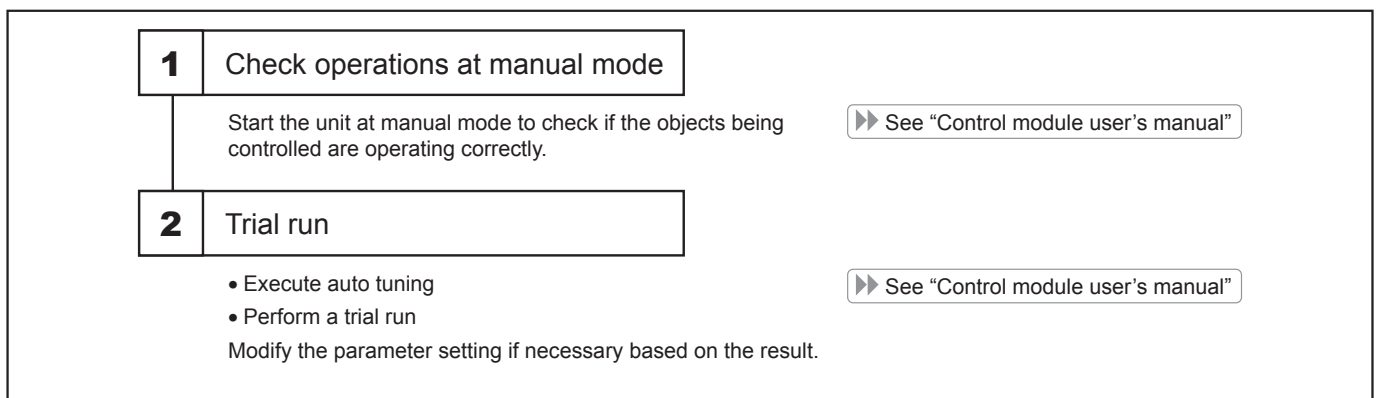 1 Check operations at manual mode
Start the unit at manual mode to check if the objects being
controlled are operating correctly.
See “Control module user’s manual”
2 Trial run
• Execute auto tuning
See “Control module user’s manual”
• Perform a trial run
Modify the parameter setting if necessary based on the result.